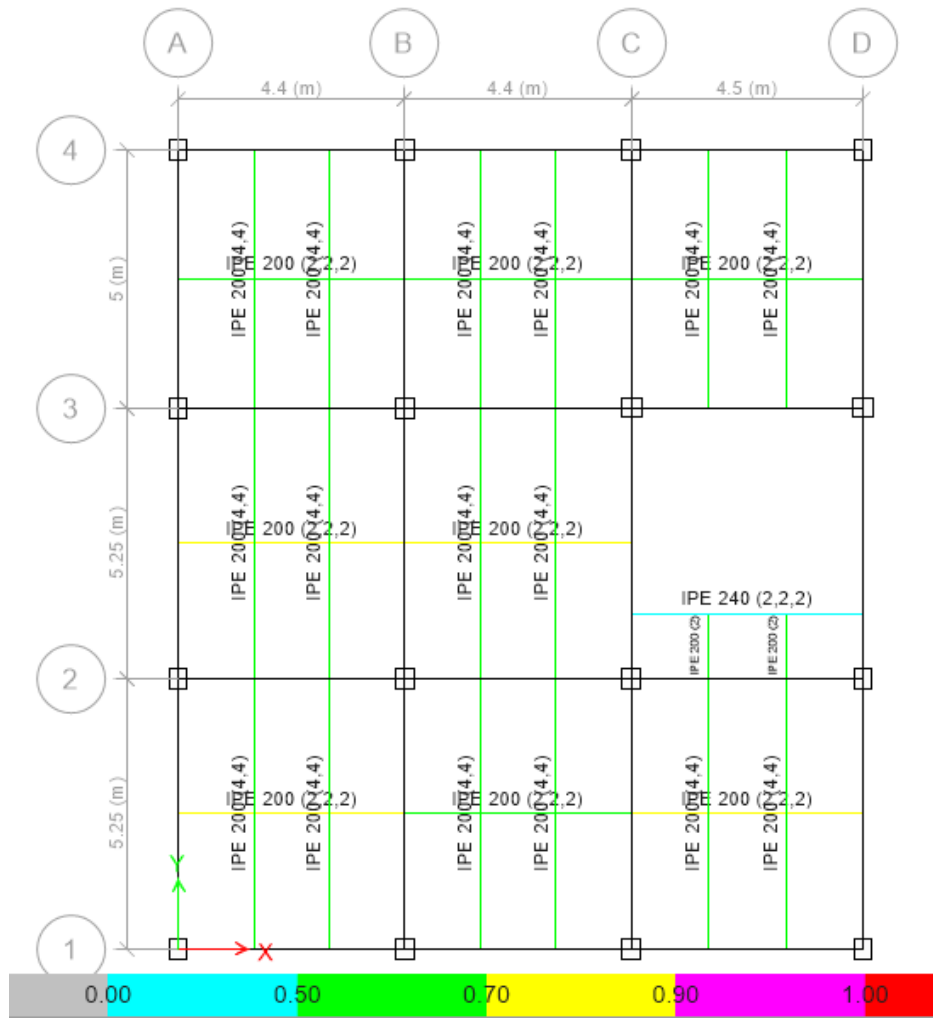 A
B
C
D
4.4 (m)
4.4 (m)
4.5 (m)
4
IPE 200 (4,4)
IPE 200 (4,4)
IPE 200 (4,4)
IPE 200 (4,4)
IPE 200 (4,4)
IPE 200 (4,4)
IPE 200 (2,2,2)
IPE 200 (2,2,2)
IPE 200 (2,2,2)
5 (m)
3
IPE 200 (4,4)
IPE 200 (4,4)
IPE 200 (4,4)
IPE 200 (4,4)
IPE 200 (2,2,2)
IPE 200 (2,2,2)
5.25 (m)
IPE 240 (2,2,2)
IPE 200 (2)
IPE 200 (2)
2
IPE 200 (4,4)
IPE 200 (4,4)
IPE 200 (4,4)
IPE 200 (4,4)
IPE 200 (4,4)
IPE 200 (4,4)
IPE 200 (2,2,2)
IPE 200 (2,2,2)
IPE 200 (2,2,2)
5.25 (m)
Y
1
X
0.00
0.50
0.70
0.90
1.00